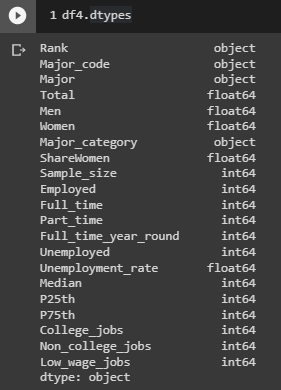 1 df4.dtypes
Rank object
Major_code object
Major object
Total float64
Men float64
Women float64
Major_category object
ShareWomen float64
Sample_size int64
Employed int64
Full_time int64
Part_time int64
Full_time_year_round int64
Unemployed int64
Unemployment_rate float64
Median int64
P25th int64
P75th int64
College_jobs int64
Non_college_jobs int64
Low_wage_jobs int64
dtype: object